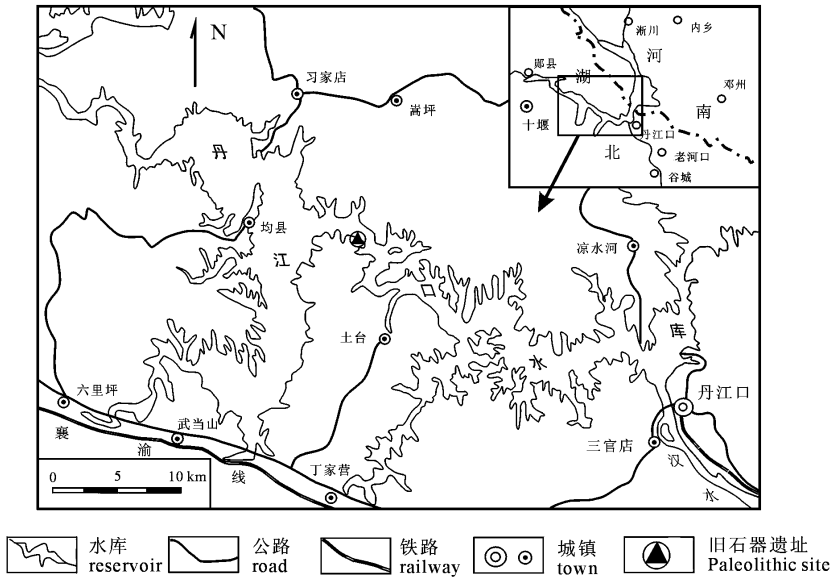 N
习家店
嵩坪
丹
江
口
水
库
均县
凉水河
土台
六里坪
武当山
丁家营
三官店
丹江口
襄
渝
线
汉
水
0 5 10 km
淅川
内乡
河
南
郧县
湖
北
邓州
十堰
丹江口
老河口
谷城
水库
reservoir
公路
road
铁路
railway
城镇
town
旧石器遗址
Paleolithic site